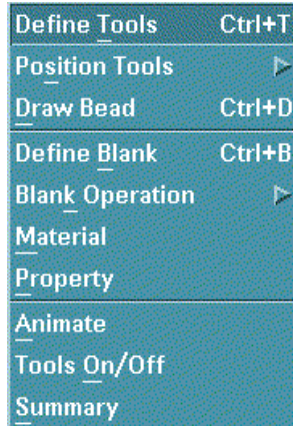 Define Tools Ctrl+T
Position Tools
Draw Bead Ctrl+D
Define Blank Ctrl+B
Blank Operation
Material
Property
Animate
Tools On/Off
Summary